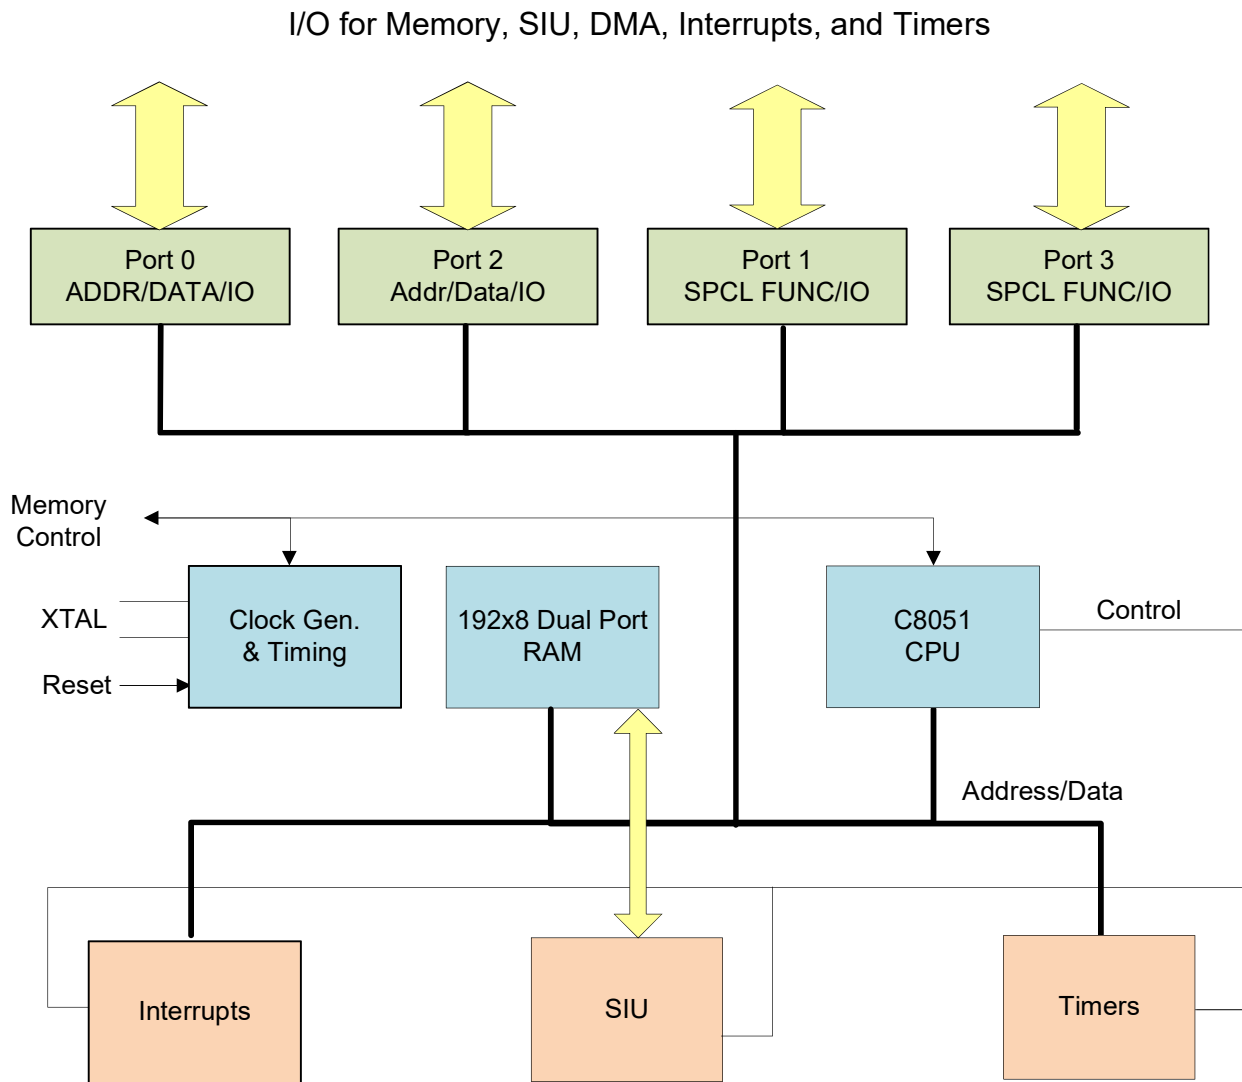 I/O for Memory, SIU, DMA, Interrupts, and Timers
Port 0
ADDR/DATA/IO
Port 2
Addr/Data/IO
Port 1
SPCL FUNC/IO
Port 3
SPCL FUNC/IO
Memory
Control
XTAL
Reset
Clock Gen.
& Timing
192x8 Dual Port
RAM
C8051
CPU
Control
Address/Data
Interrupts
SIU
Timers